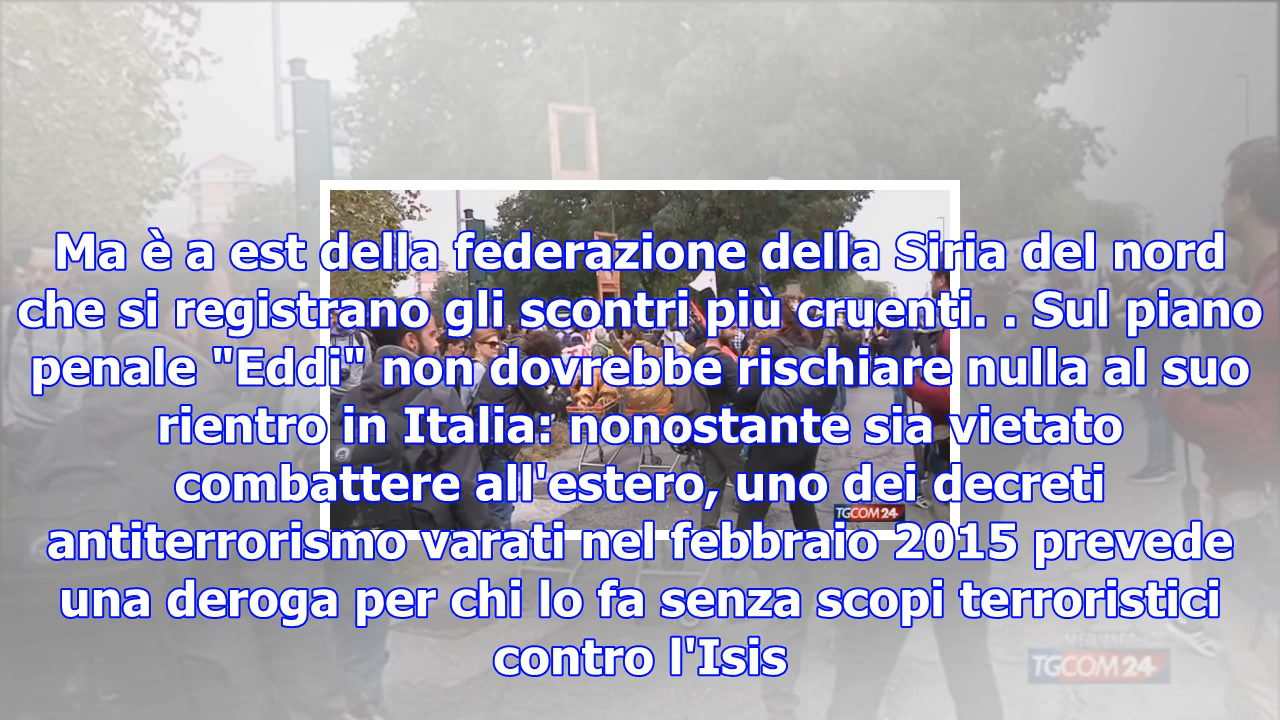 Ma è a est della federazione della Siria del nord
che si registrano gli scontri più cruenti. . Sul piano
penale "Eddi" non dovrebbe rischiare nulla al suo
rientro in Italia: nonostante sia vietato
combattere all'estero, uno dei decreti
antiterrorismo varati nel febbraio 2015 prevede
una deroga per chi lo fa senza scopi terroristici
contro l'Isis
TGCOM24
MEDIASET
TGCOM24